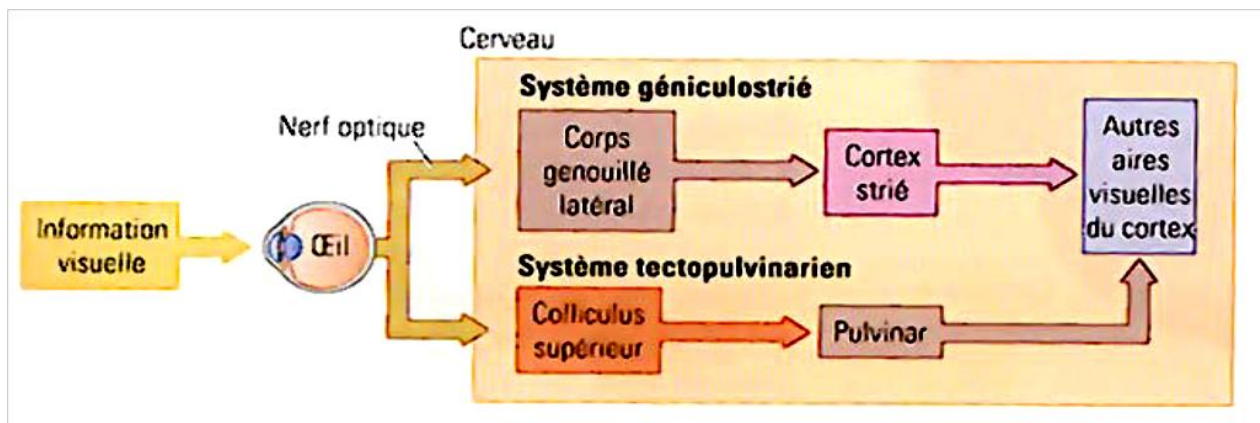 Cerveau
Système géniculostrié
Nerf optique
Corps
genouillé
latéral
Cortex
strié
Autres
aires
visuelles
du cortex
Information
visuelle
Œil
Système tectopulvinarien
Colliculus
supérieur
Pulvinar